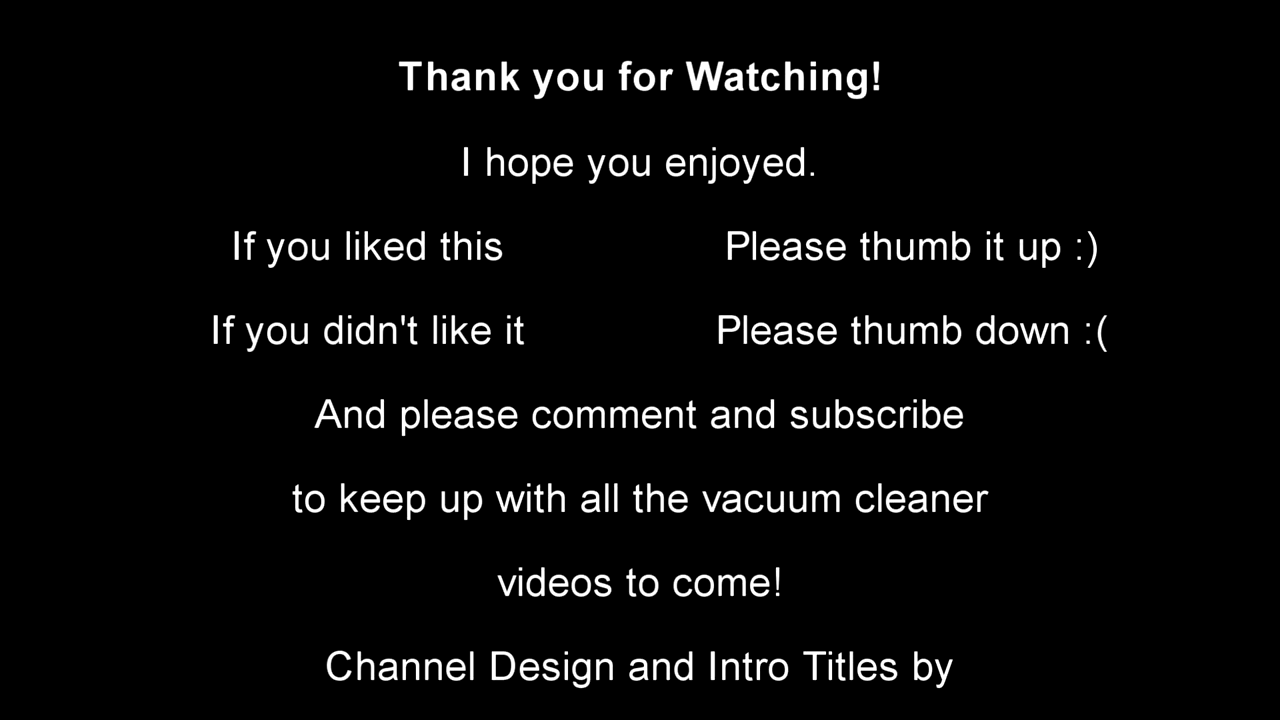 Thank you for Watching!
I hope you enjoyed.
If you liked this Please thumb it up :)
If you didn't like it Please thumb down :(
And please comment and subscribe
to keep up with all the vacuum cleaner
videos to come!
Channel Design and Intro Titles by